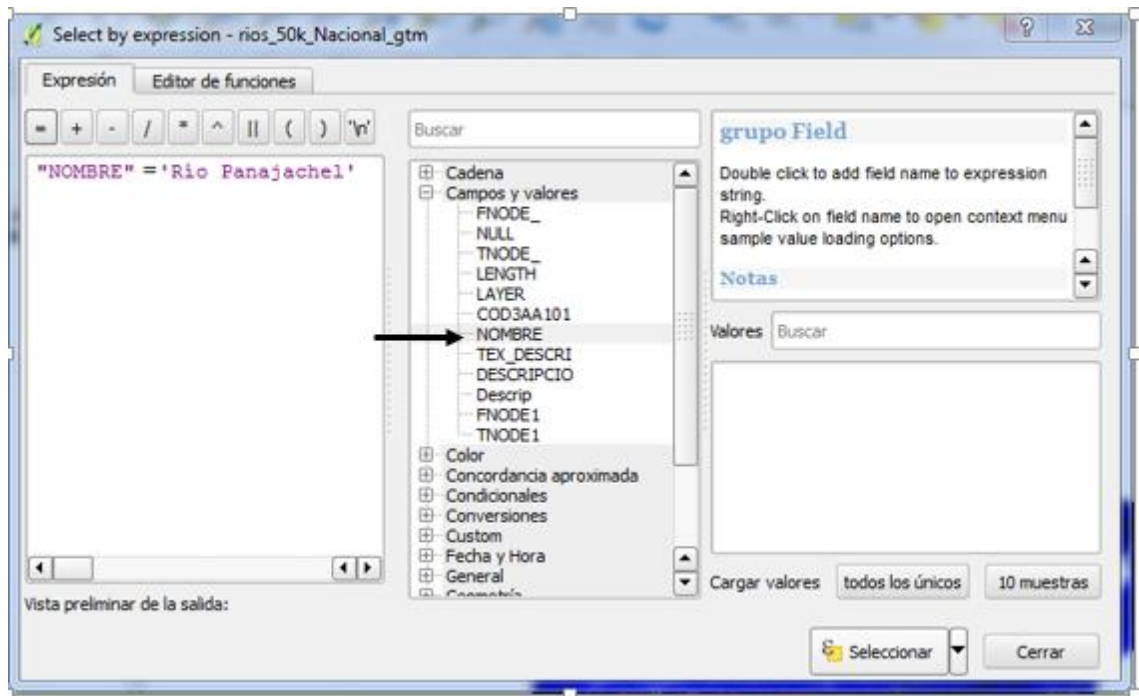 Select by expression - rios_50k_Nacional_gtm
Expresión
Editor de funciones
= + - / * ^ || ( ) '\n'
"NOMBRE" ='Río Panajachel'
Vista preliminar de la salida:
Buscar
Cadena
Campos y valores
FNODE_
NULL
TNODE_
LENGTH
LAYER
COD3AA101
NOMBRE
TEX_DESCRI
DESCRIPCIO
Descrip
FNODE1
TNODE1
Color
Concordancia aproximada
Condicionales
Conversiones
Custom
Fecha y Hora
General
Geometría
grupo Field
Double click to add field name to expression
string.
Right-Click on field name to open context menu
sample value loading options.
Notas
Valores Buscar
Cargar valores todos los únicos 10 muestras
Seleccionar Cerrar